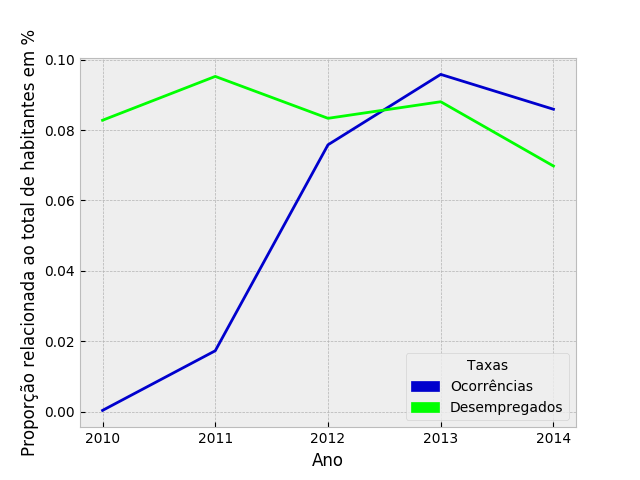 Proporção relacionada ao total de habitantes em %
0.10
0.08
0.06
0.04
0.02
0.00
2010 2011 2012 2013 2014
Ano
Taxas
Ocorrências
Desempregados